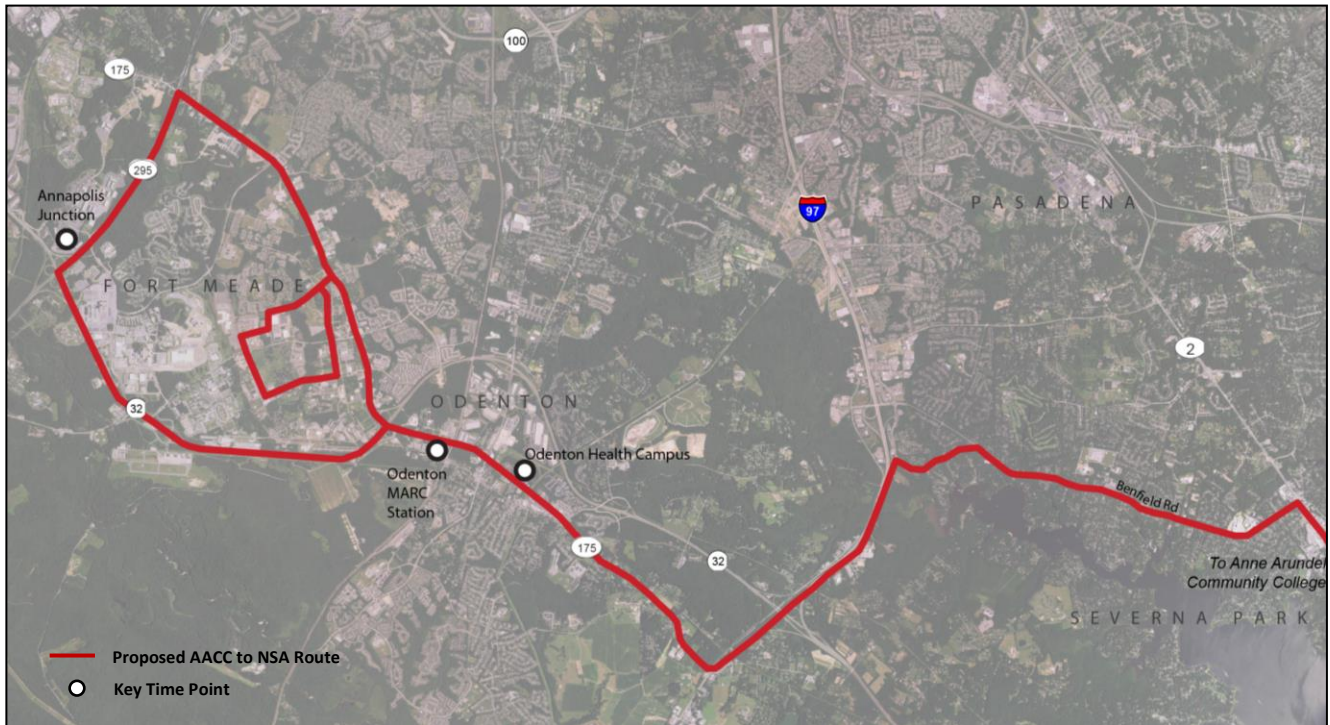 100
175
295
Annapolis
Junction
97
PASADENA
FORT MEADE
2
32
ODENTON
Odenton Health Campus
Odenton
MARC
Station
Benfield Rd
175
32
To Anne Arundel
Community College
SEVERNA PARK
Proposed AACC to NSA Route
Key Time Point